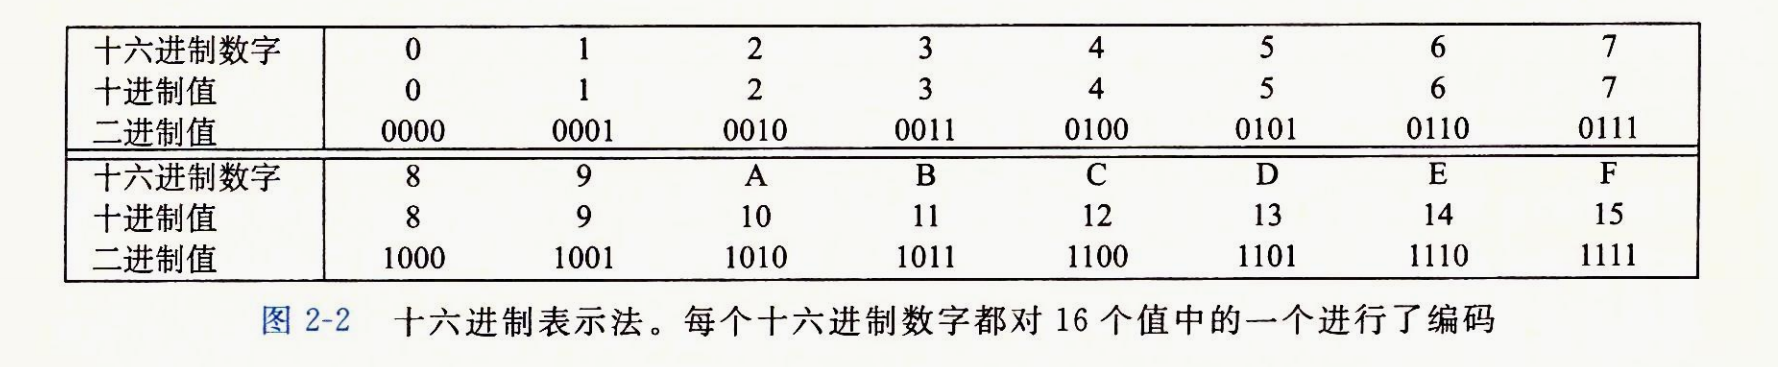 十六进制数字 0 1 2 3 4 5 6 7
十进制值 0 1 2 3 4 5 6 7
二进制值 0000 0001 0010 0011 0100 0101 0110 0111
十六进制数字 8 9 A B C D E F
十进制值 8 9 10 11 12 13 14 15
二进制值 1000 1001 1010 1011 1100 1101 1110 1111
图 2-2 十六进制表示法。每个十六进制数字都对 16 个值中的一个进行了编码